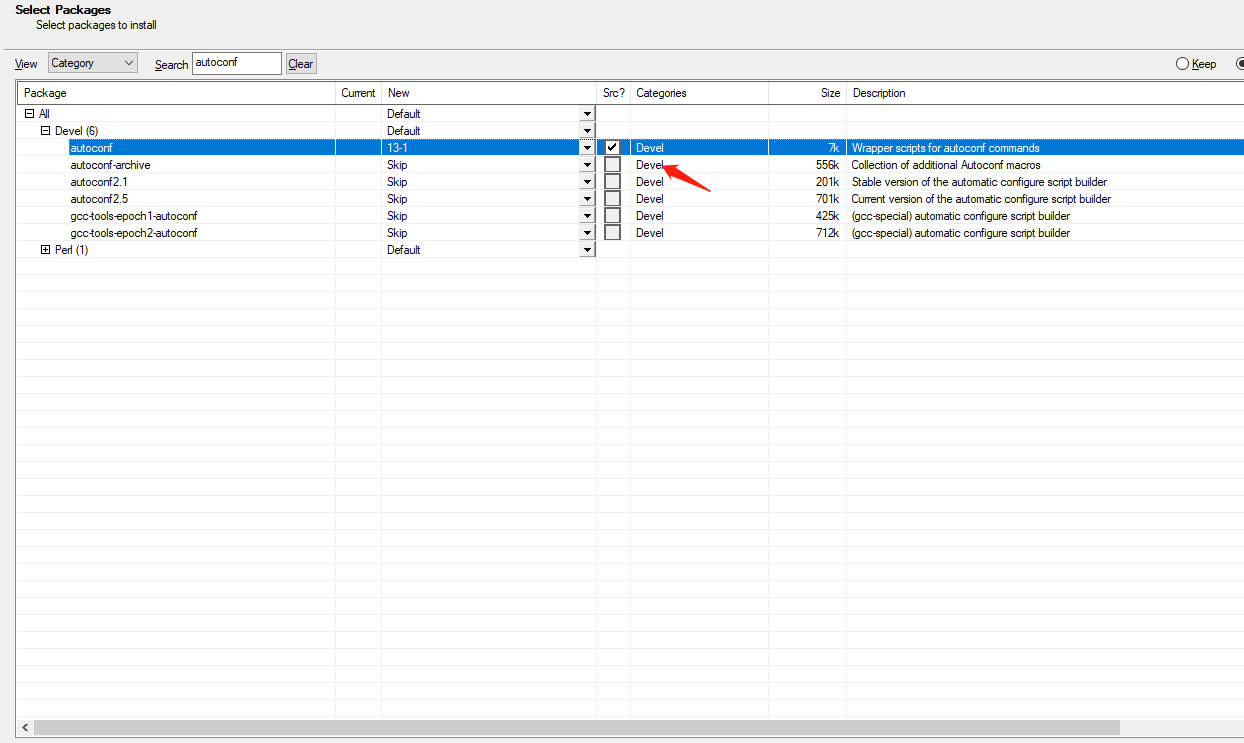 Select Packages
Select packages to install
View Category Search autoconf Clear Keep
Package Current New Src? Categories Size Description
All Default
Devel (6) Default
autoconf 13-1 Devel 7k Wrapper scripts for autoconf commands
autoconf-archive Skip Devel 556k Collection of additional Autoconf macros
autoconf2.1 Skip Devel 201k Stable version of the automatic configure script builder
autoconf2.5 Skip Devel 701k Current version of the automatic configure script builder
gcc-tools-epoch1-autoconf Skip Devel 425k (gcc-special) automatic configure script builder
gcc-tools-epoch2-autoconf Skip Devel 712k (gcc-special) automatic configure script builder
Perl (1) Default